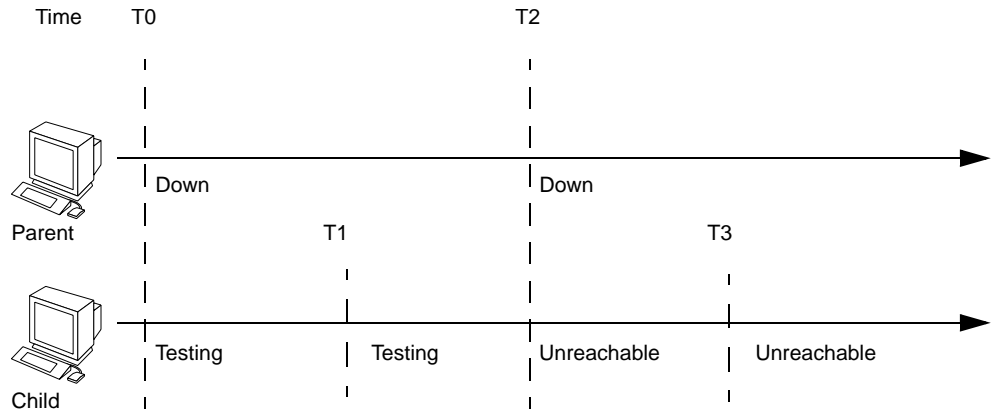 Time T0 T2
Down Down
Parent T1 T3
Testing Testing Unreachable Unreachable
Child